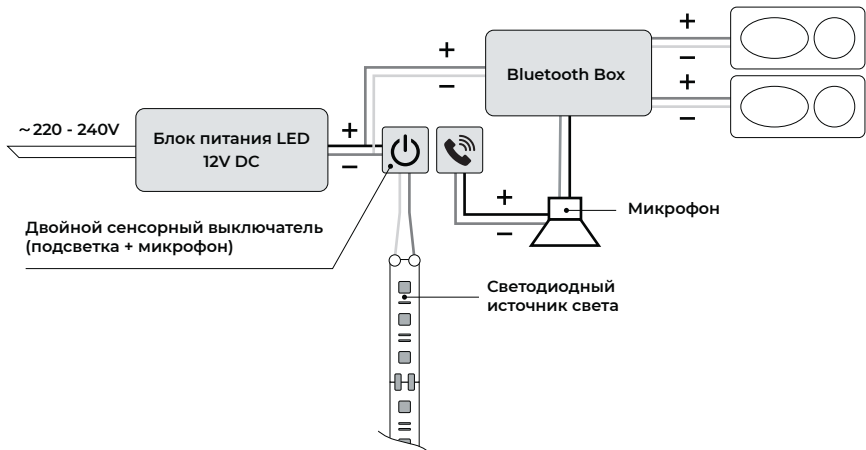 +
Bluetooth Box
+
−
−
+
−
~220 - 240V
Блок питания LED
12V DC
+
−
Двойной сенсорный выключатель
(подсветка + микрофон)
+
−
Микрофон
Светодиодный
источник света